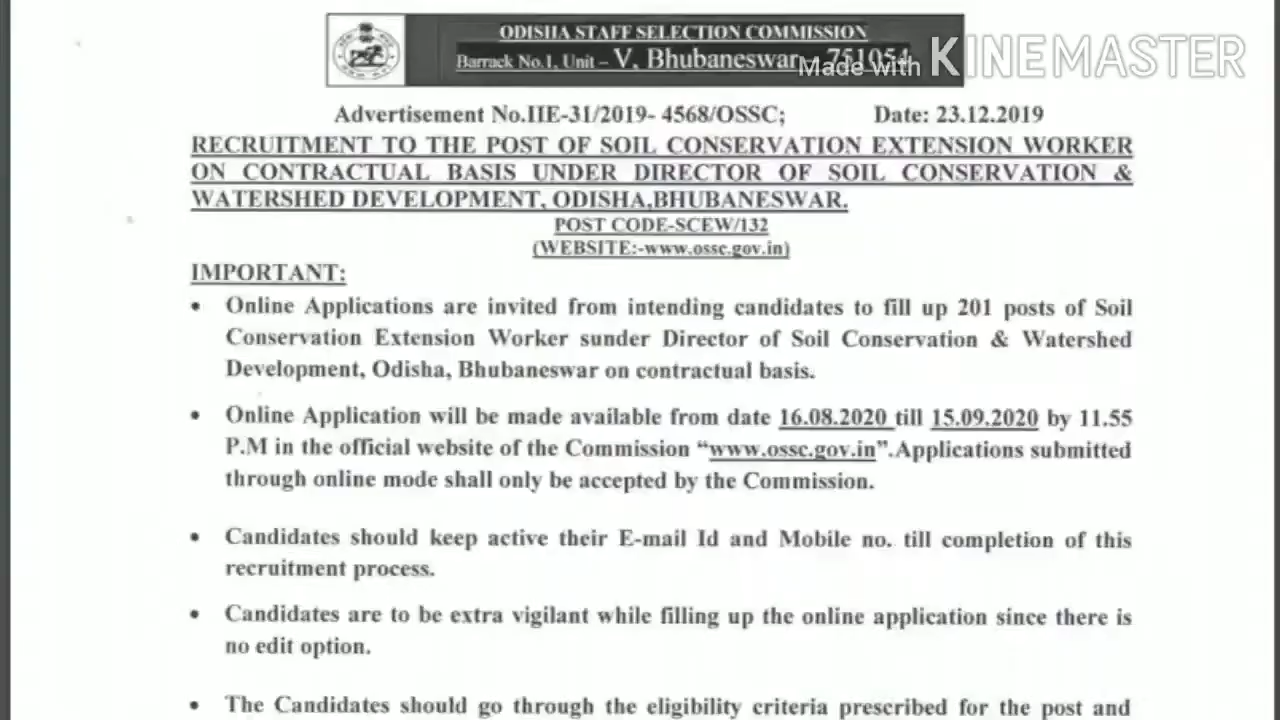 ODISHA STAFF SELECTION COMMISSION
Barrack No.1, Unit – V, Bhubaneswar – 751054
Made with KINEMASTER
Advertisement No.IIE-31/2019- 4568/OSSC; Date: 23.12.2019
RECRUITMENT TO THE POST OF SOIL CONSERVATION EXTENSION WORKER
ON CONTRACTUAL BASIS UNDER DIRECTOR OF SOIL CONSERVATION &
WATERSHED DEVELOPMENT, ODISHA,BHUBANESWAR.
POST CODE-SCEW/132
(WEBSITE:-www.ossc.gov.in)
IMPORTANT:
• Online Applications are invited from intending candidates to fill up 201 posts of Soil
Conservation Extension Worker sunder Director of Soil Conservation & Watershed
Development, Odisha, Bhubaneswar on contractual basis.
• Online Application will be made available from date 16.08.2020 till 15.09.2020 by 11.55
P.M in the official website of the Commission “www.ossc.gov.in”.Applications submitted
through online mode shall only be accepted by the Commission.
• Candidates should keep active their E-mail Id and Mobile no. till completion of this
recruitment process.
• Candidates are to be extra vigilant while filling up the online application since there is
no edit option.
• The Candidates should go through the eligibility criteria prescribed for the post and